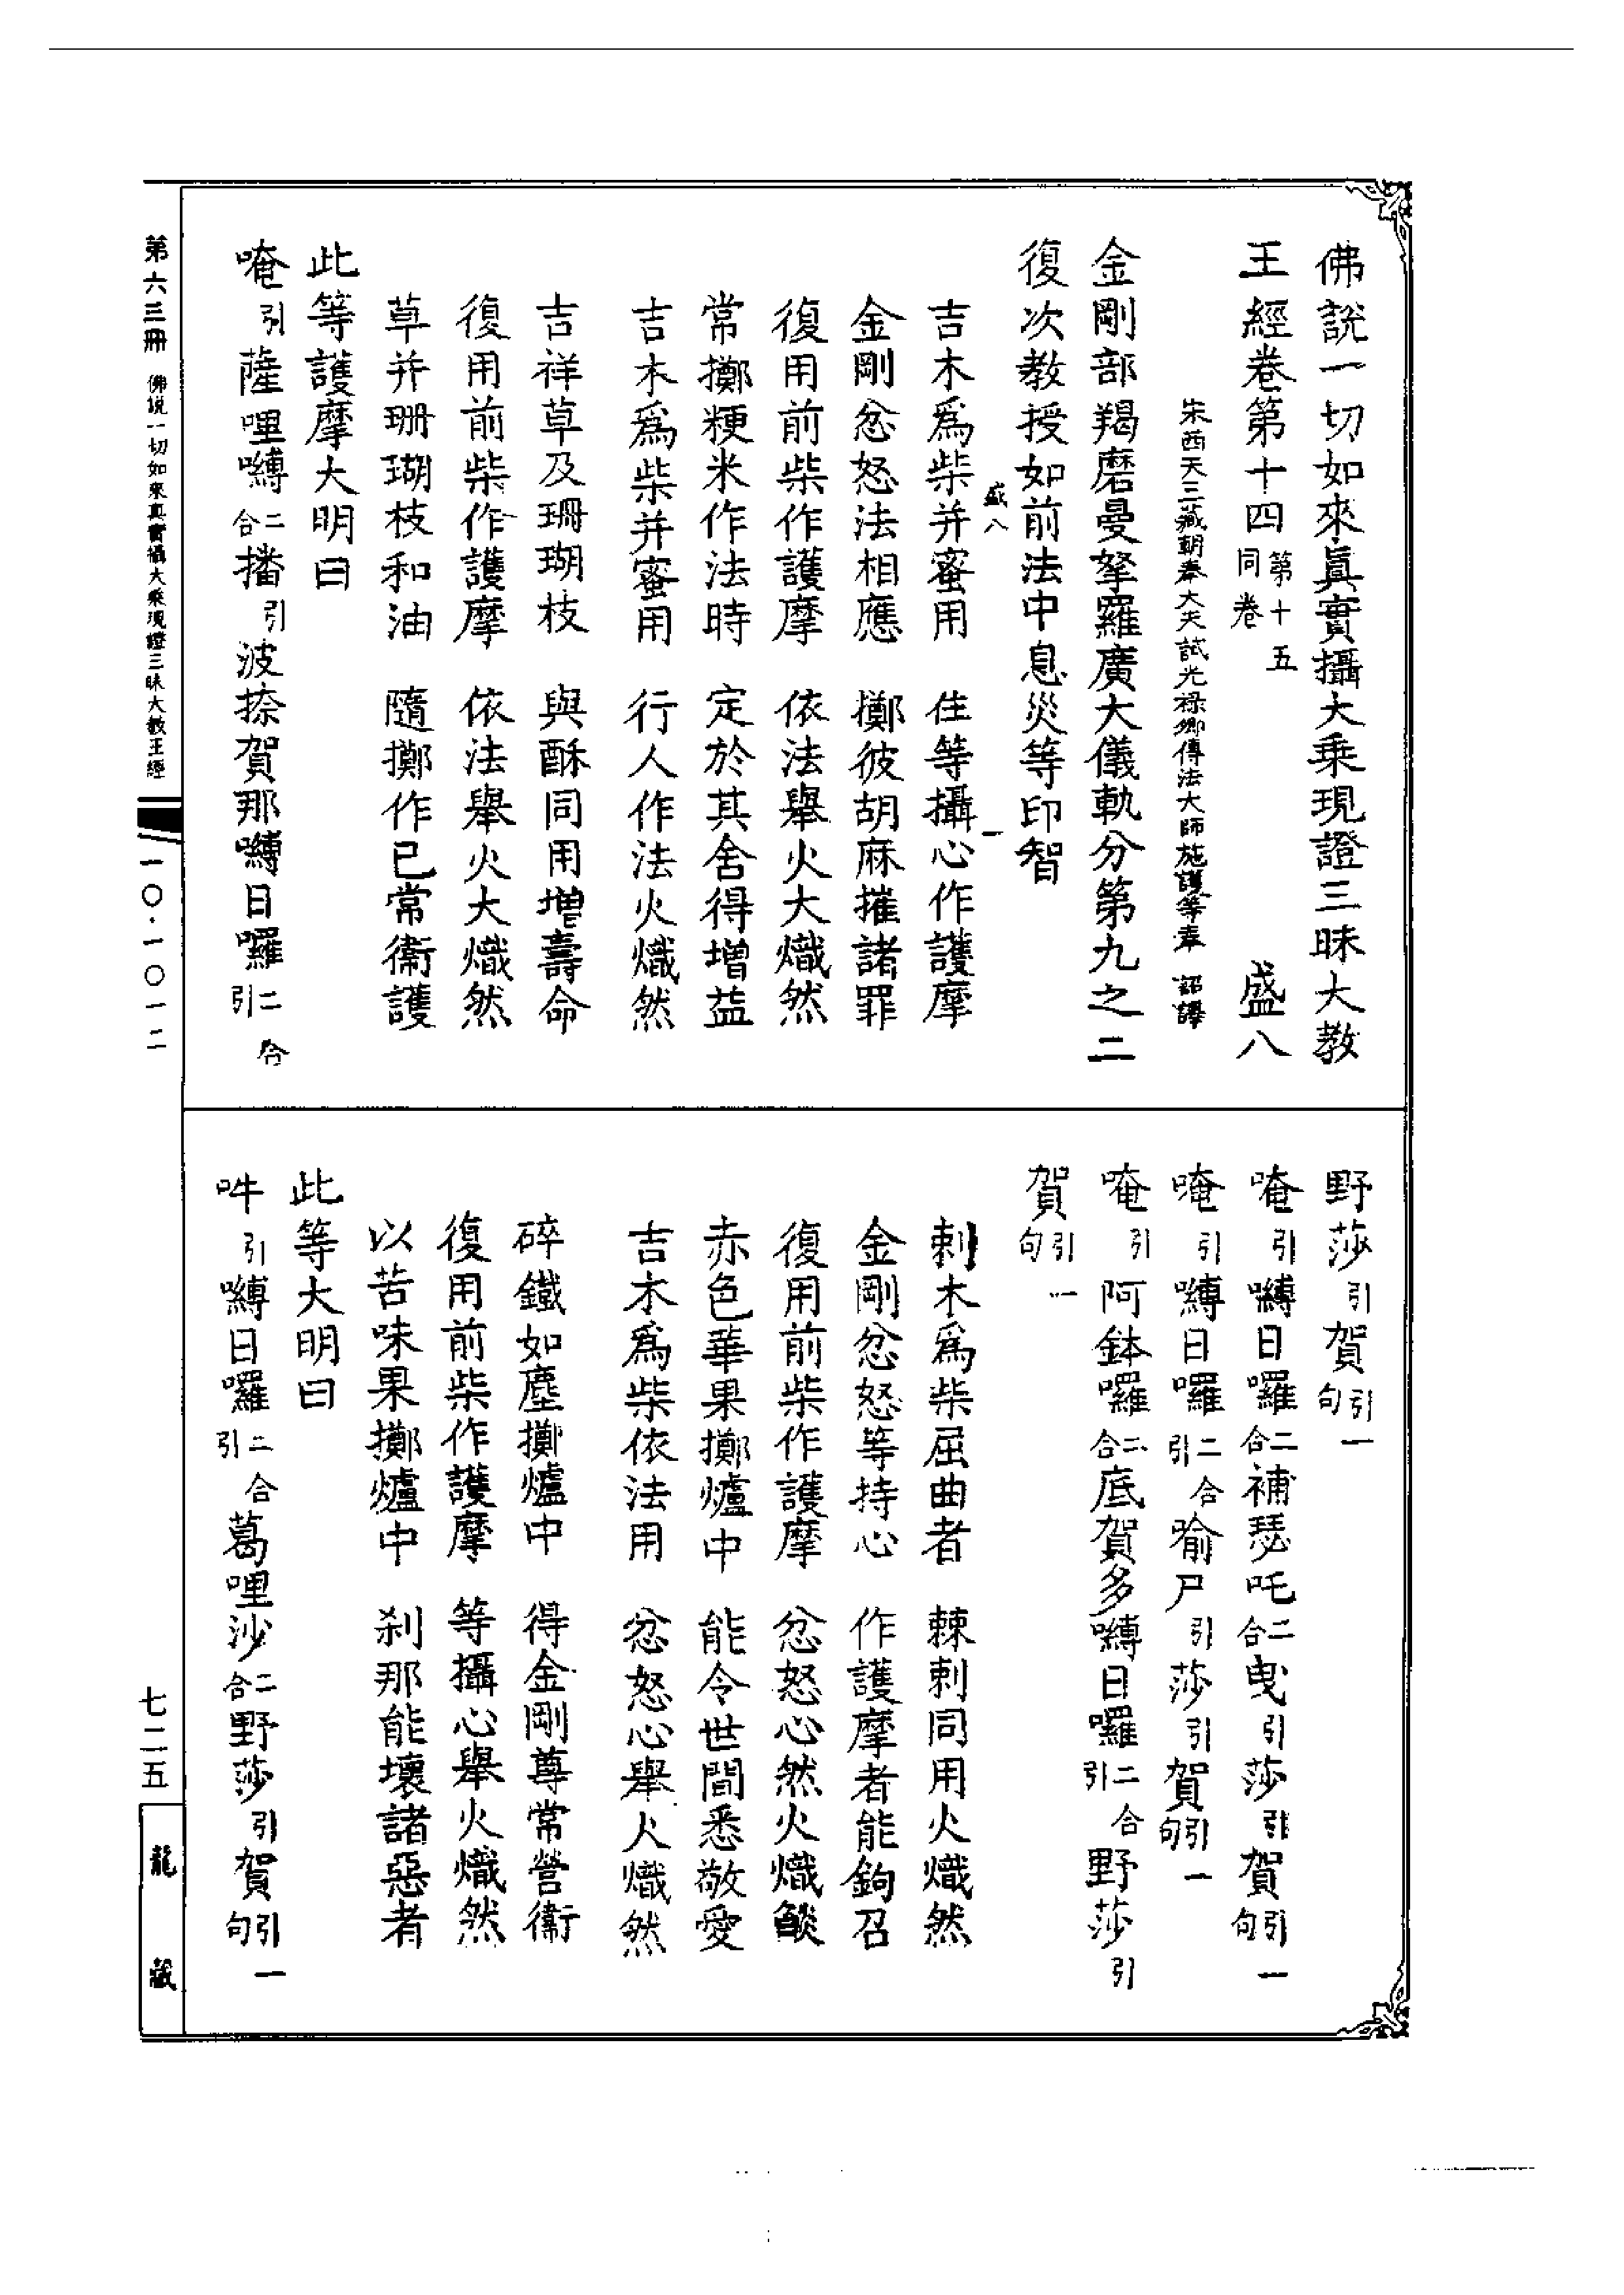 佛說一切如來真實攝大乗現證三昧大教
王經卷第十四 第十五同卷 盛八
朱西天三藏朝奉大夫試光祿卿傳法大師施護等奉 詔譯
金剛部羯磨曼拏羅廣大儀軌分第九之二
復次教授如前法中息災等印智
盛八 一
吉木爲柴并蜜用 住等攝心作護摩
金剛忿怒法相應 擲彼胡麻摧諸罪
復用前柴作護摩 依法舉火大熾然
常擲粳米作法時 定於其舍得增益
吉木爲柴并蜜用 行人作法火熾然
吉祥草及珊瑚枝 與酥同用增壽命
復用前柴作護摩 依法舉火大熾然
草并珊瑚枝和油 隨擲作已常衞護
此等護摩大明曰
唵引薩哩嚩二合播引波捺賀那嚩日囉二合引
野莎引賀引一句
唵引嚩日囉二合補瑟吒二合曳引莎引賀引一句
唵引嚩日囉二合引喻尸引莎引賀引一句
唵引阿鉢囉二合底賀多嚩日囉二合引野莎引
賀引一句
刺木爲柴屈曲者 棘刺同用火熾然
金剛忿怒等持心 作護摩者能鉤召
復用前柴作護摩 忿怒心然火熾燄
赤色華果擲爐中 能令世間悉敬愛
吉木爲柴依法用 忿怒心舉火熾然
碎鐵如塵擲爐中 得金剛尊常營衞
復用前柴作護摩 等攝心舉火熾然
以苦味果擲爐中 刹那能壞諸惡者
此等大明曰
吽引嚩日囉二合引葛哩沙二合野莎引賀引一句
第六三冊 佛說一切如來真實攝大乘現證三昧大教王經
一〇·一〇一二
七二五
龍藏